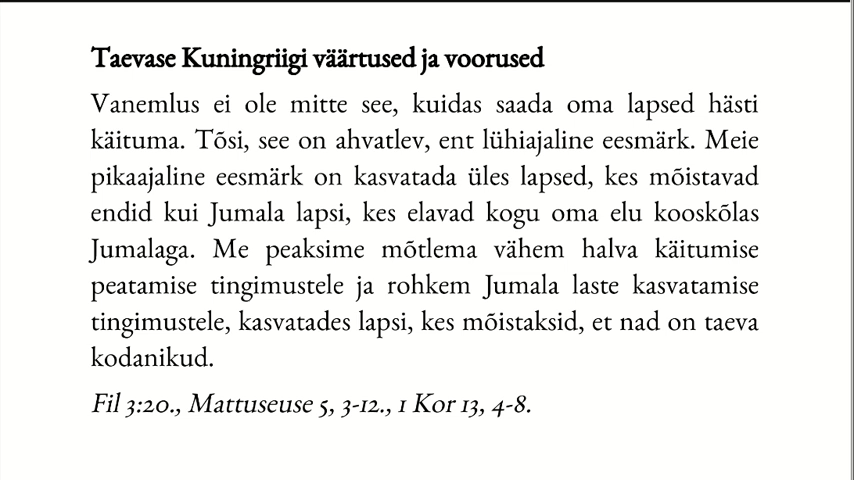 Taevase Kuningriigi väärtused ja voorused
Vanemlus ei ole mitte see, kuidas saada oma lapsed hästi
käituma. Tõsi, see on ahvatlev, ent lühiajaline eesmärk. Meie
pikaajaline eesmärk on kasvatada üles lapsed, kes mõistavad
endid kui Jumala lapsi, kes elavad kogu oma elu kooskõlas
Jumalaga. Me peaksime mõtlema vähem halva käitumise
peatamise tingimustele ja rohkem Jumala laste kasvatamise
tingimustele, kasvatades lapsi, kes mõistaksid, et nad on taeva
kodanikud.
Fil 3:20., Mattuseuse 5, 3-12., 1 Kor 13, 4-8.